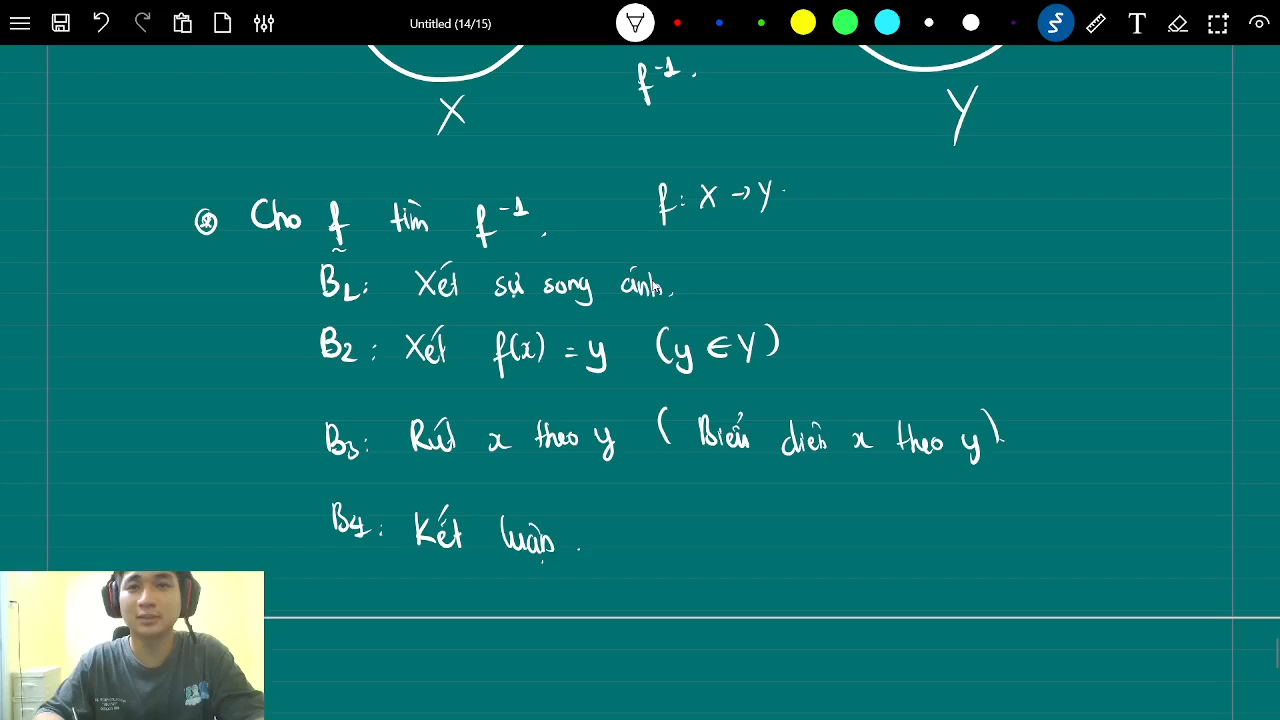 Untitled (14/15)
f⁻¹.
X Y
Cho f tìm f⁻¹. f: X → Y.
B1: Xét sự song ánh.
B2: Xét f(x) = y (y ∈ Y)
B3: Rút x theo y (Biểu diễn x theo y)
B4: Kết luận.